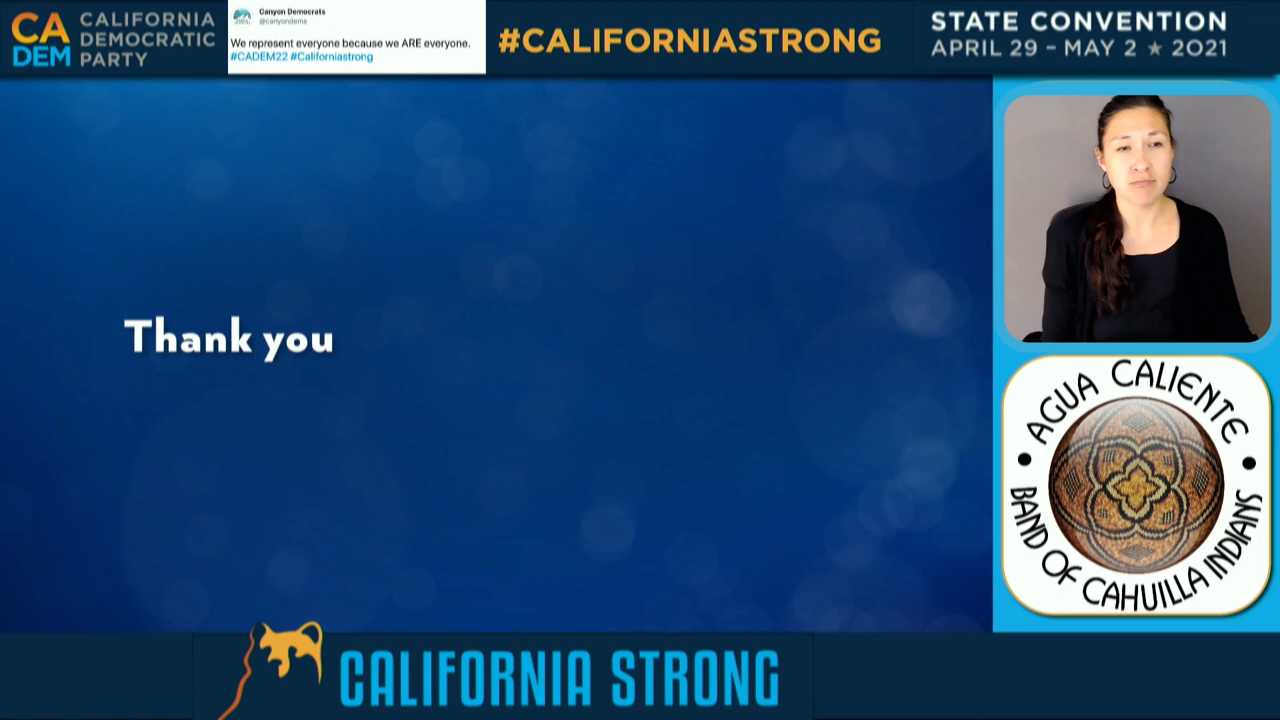 CA
DEM
CALIFORNIA
DEMOCRATIC
PARTY
Canyon Democrats
@canyondems
We represent everyone because we ARE everyone.
#CADEM22 #Californiastrong
#CALIFORNIASTRONG
STATE CONVENTION
APRIL 29 – MAY 2 ★ 2021
Thank you
AGUA CALIENTE
• BAND OF CAHUILLA INDIANS •
CALIFORNIA STRONG